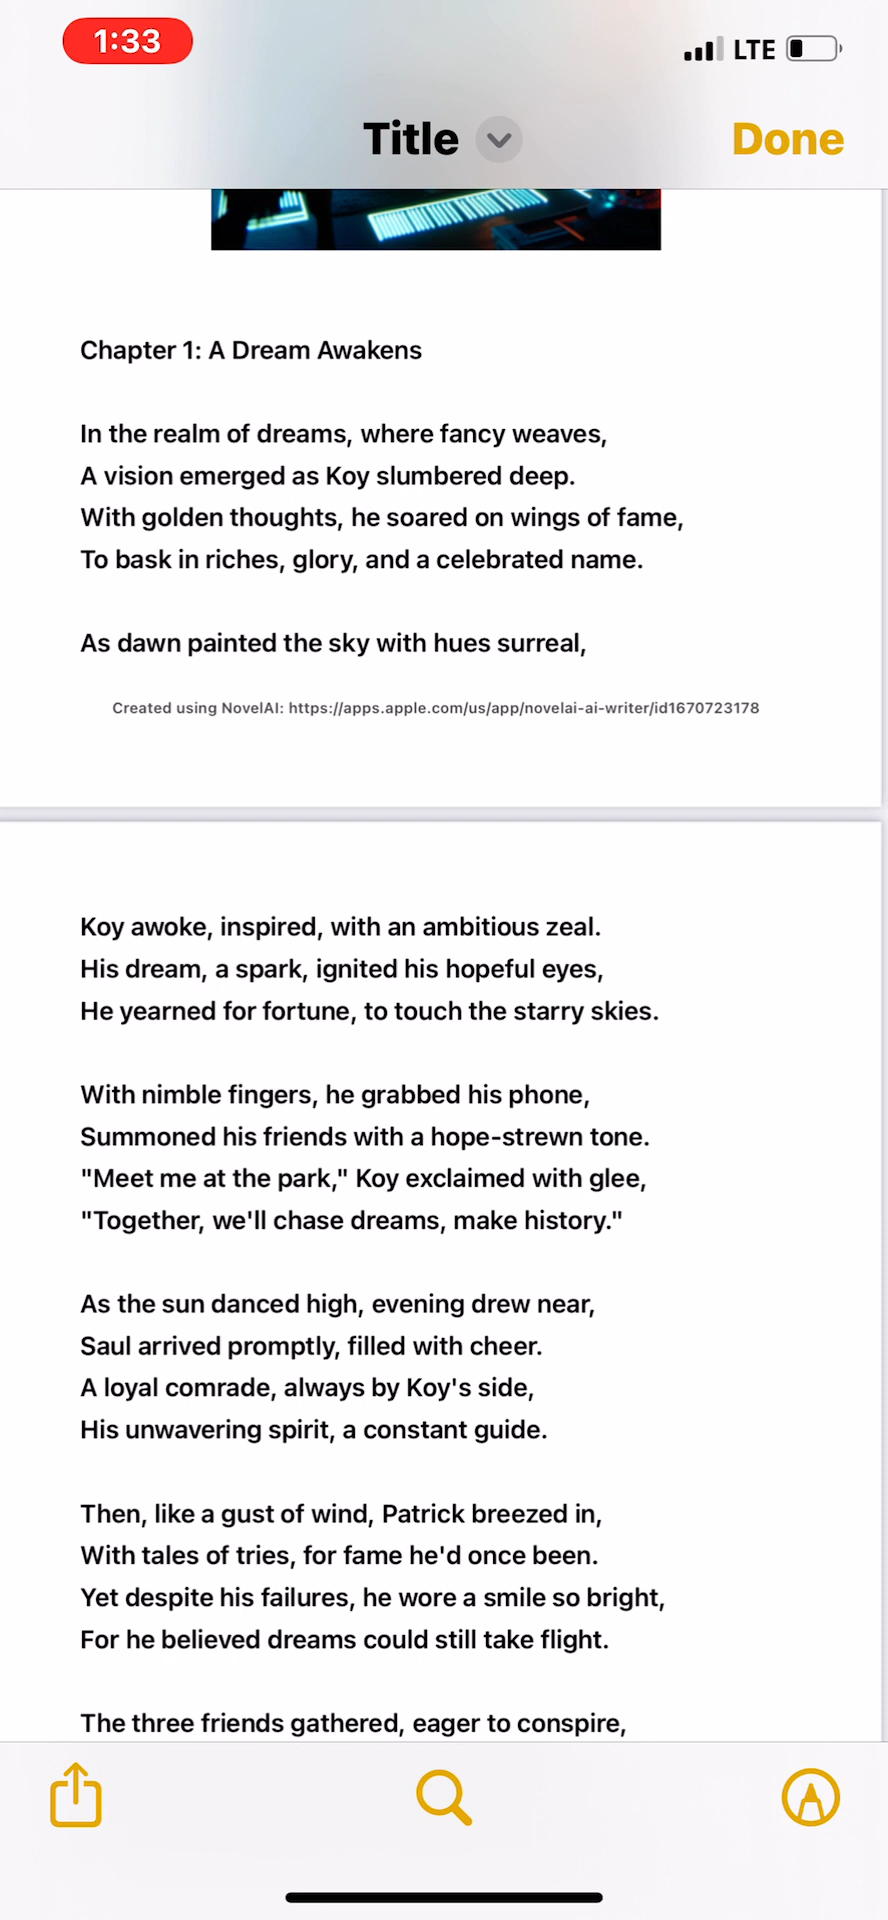 1:33
LTE
Title
Done
Chapter 1: A Dream Awakens
In the realm of dreams, where fancy weaves,
A vision emerged as Koy slumbered deep.
With golden thoughts, he soared on wings of fame,
To bask in riches, glory, and a celebrated name.
As dawn painted the sky with hues surreal,
Created using NovelAI: https://apps.apple.com/us/app/novelai-ai-writer/id1670723178
Koy awoke, inspired, with an ambitious zeal.
His dream, a spark, ignited his hopeful eyes,
He yearned for fortune, to touch the starry skies.
With nimble fingers, he grabbed his phone,
Summoned his friends with a hope-strewn tone.
"Meet me at the park," Koy exclaimed with glee,
"Together, we'll chase dreams, make history."
As the sun danced high, evening drew near,
Saul arrived promptly, filled with cheer.
A loyal comrade, always by Koy's side,
His unwavering spirit, a constant guide.
Then, like a gust of wind, Patrick breezed in,
With tales of tries, for fame he'd once been.
Yet despite his failures, he wore a smile so bright,
For he believed dreams could still take flight.
The three friends gathered, eager to conspire,